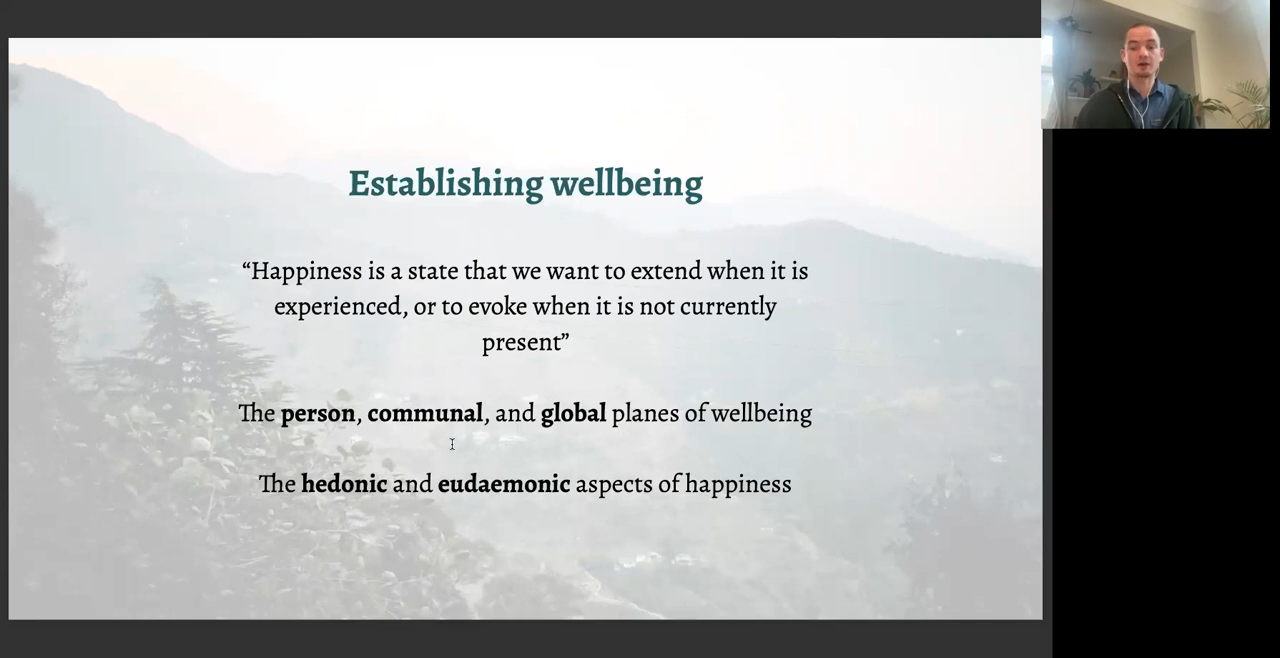 Establishing wellbeing
“Happiness is a state that we want to extend when it is
experienced, or to evoke when it is not currently
present”
The person, communal, and global planes of wellbeing
The hedonic and eudaemonic aspects of happiness